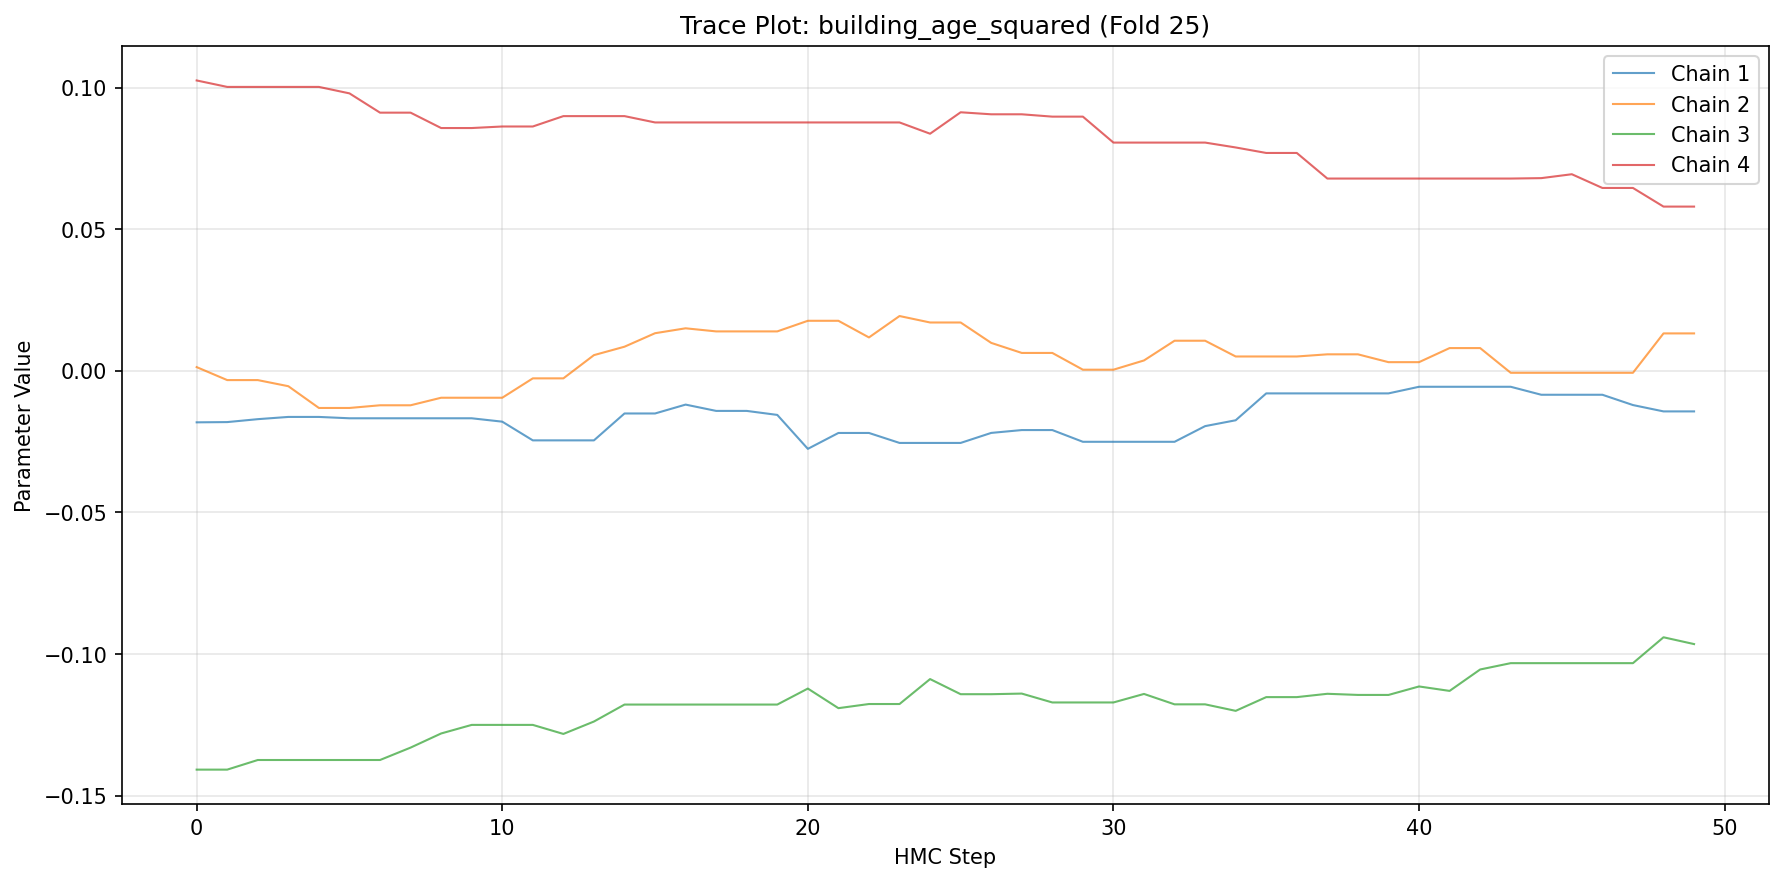 Trace Plot: building_age_squared (Fold 25)
Chain 1
Chain 2
Chain 3
Chain 4
Parameter Value
0.10
0.05
0.00
−0.05
−0.10
−0.15
0 10 20 30 40 50
HMC Step